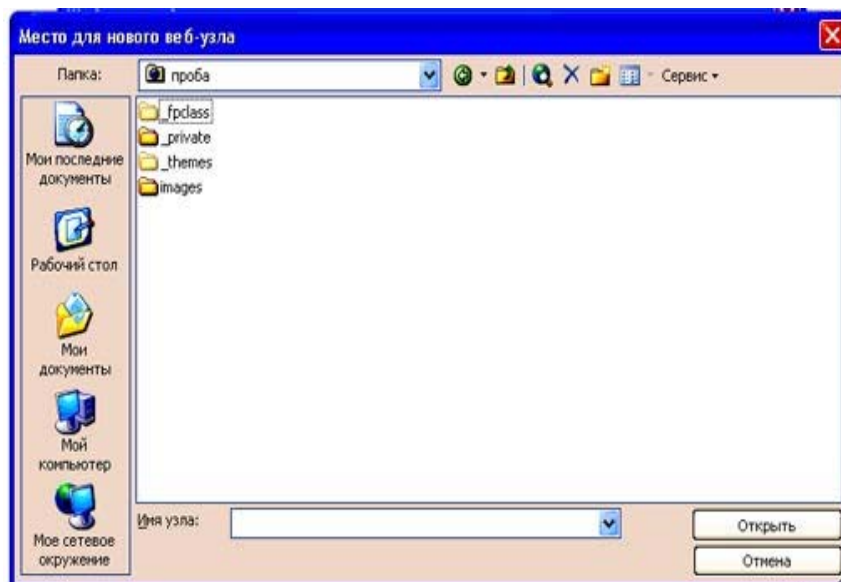 Место для нового веб-узла
Папка:
проба
Сервис
_fpclass
_private
_themes
images
Мои последние
документы
Рабочий стол
Мои
документы
Мой
компьютер
Мое сетевое
окружение
Имя узла:
Открыть
Отмена